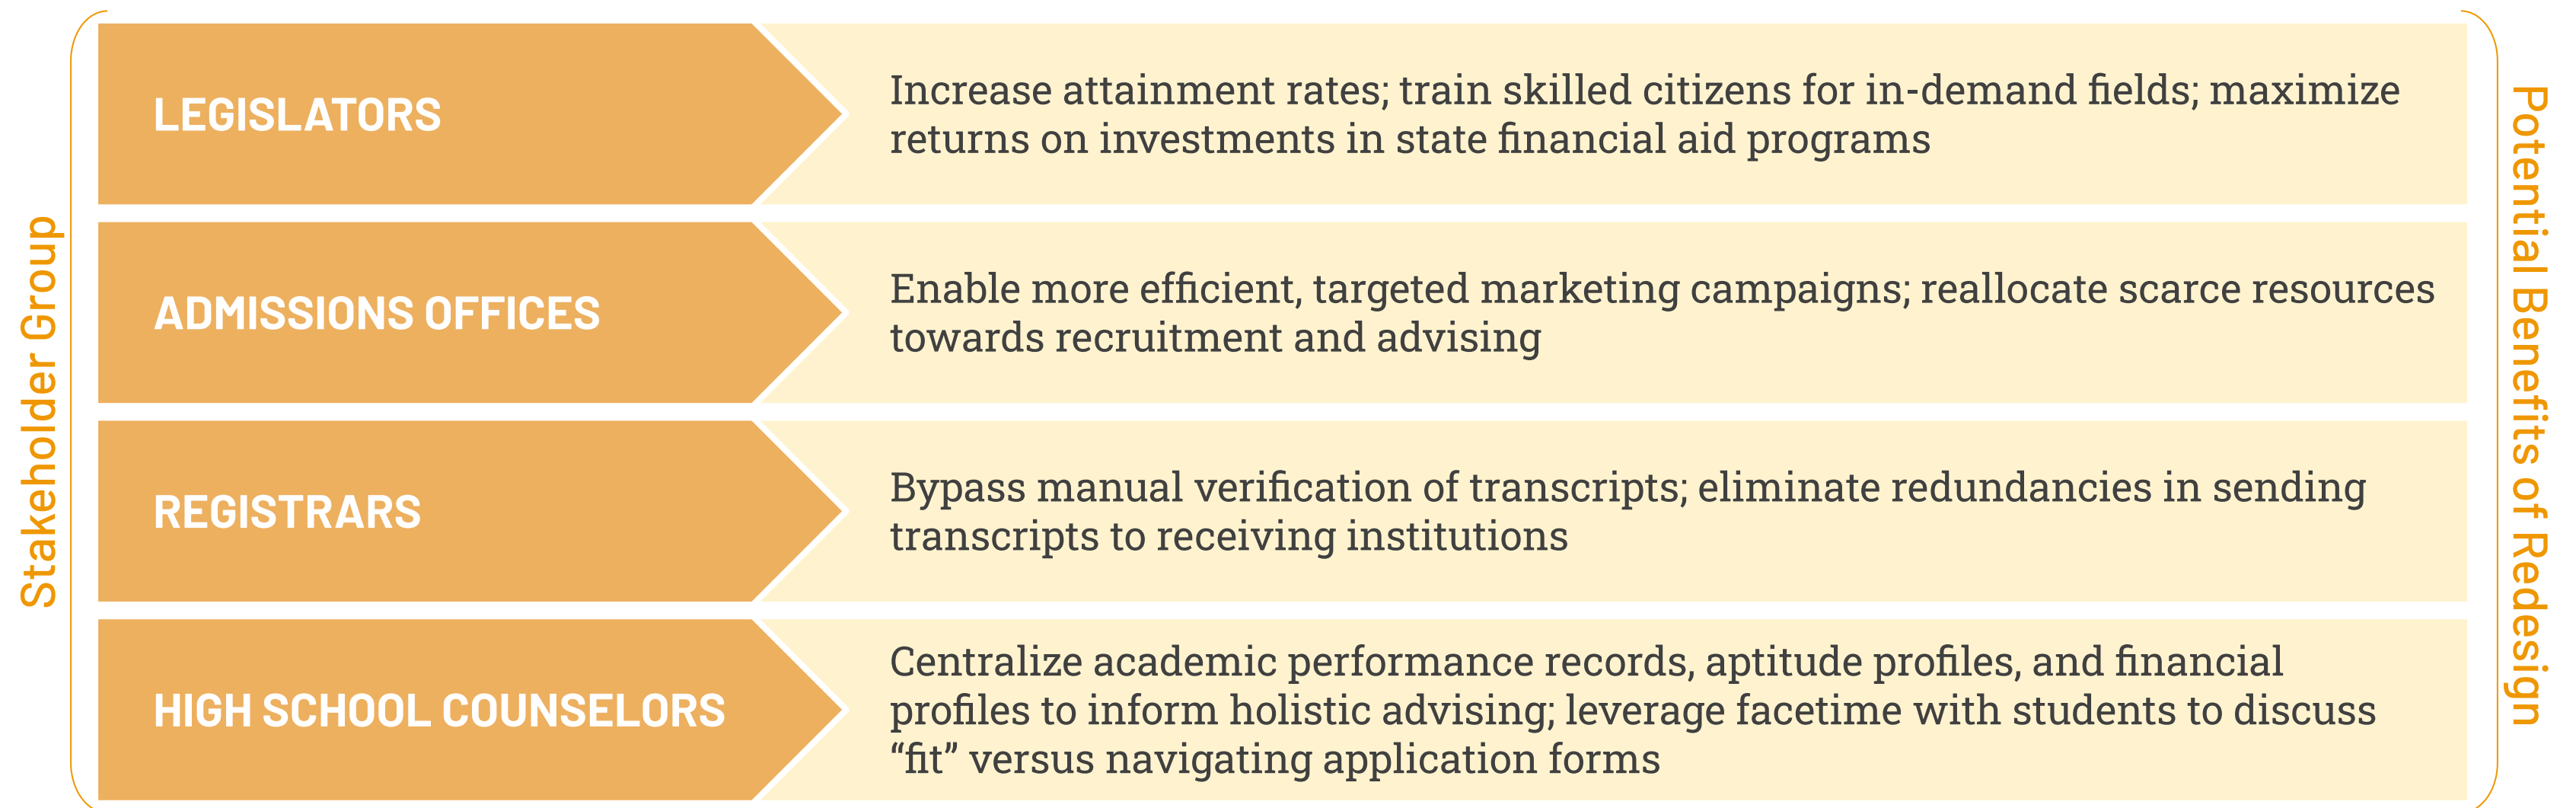 Stakeholder Group
LEGISLATORS
Increase attainment rates; train skilled citizens for in-demand fields; maximize
returns on investments in state financial aid programs
ADMISSIONS OFFICES
Enable more efficient, targeted marketing campaigns; reallocate scarce resources
towards recruitment and advising
REGISTRARS
Bypass manual verification of transcripts; eliminate redundancies in sending
transcripts to receiving institutions
HIGH SCHOOL COUNSELORS
Centralize academic performance records, aptitude profiles, and financial
profiles to inform holistic advising; leverage facetime with students to discuss
“fit” versus navigating application forms
Potential Benefits of Redesign